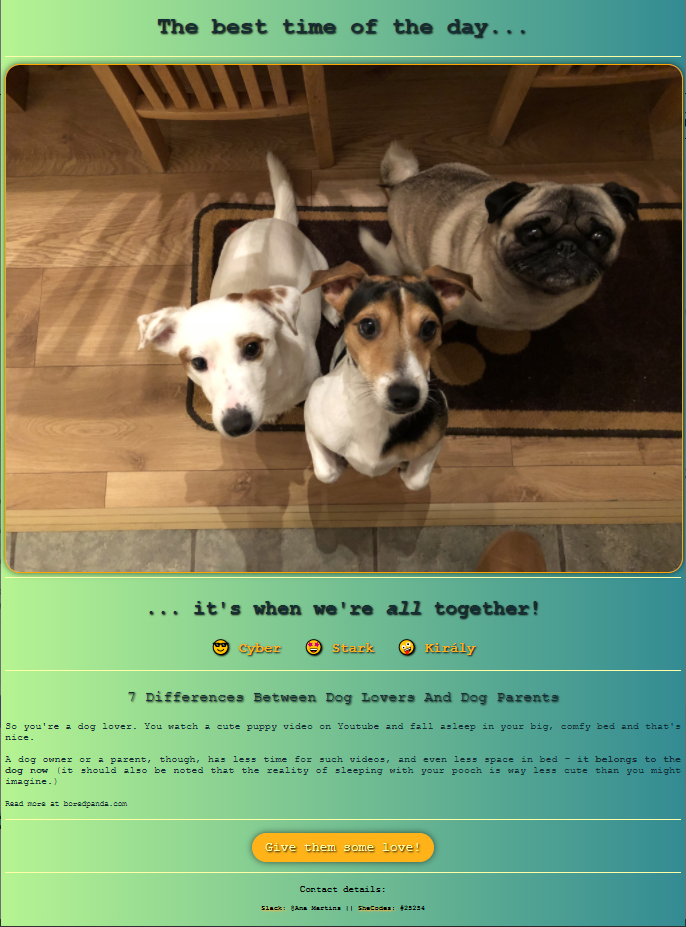 The best time of the day...
... it's when we're all together!
😎 Cyber 🤩 Stark 🤪 Király
7 Differences Between Dog Lovers And Dog Parents
So you're a dog lover. You watch a cute puppy video on Youtube and fall asleep in your big, comfy bed and that's
nice.
A dog owner or a parent, though, has less time for such videos, and even less space in bed - it belongs to the
dog now (it should also be noted that the reality of sleeping with your pooch is way less cute than you might
imagine.)
Read more at boredpanda.com
Give them some love!
Contact details:
Slack: @Ana Martins || SheCodes: #25254